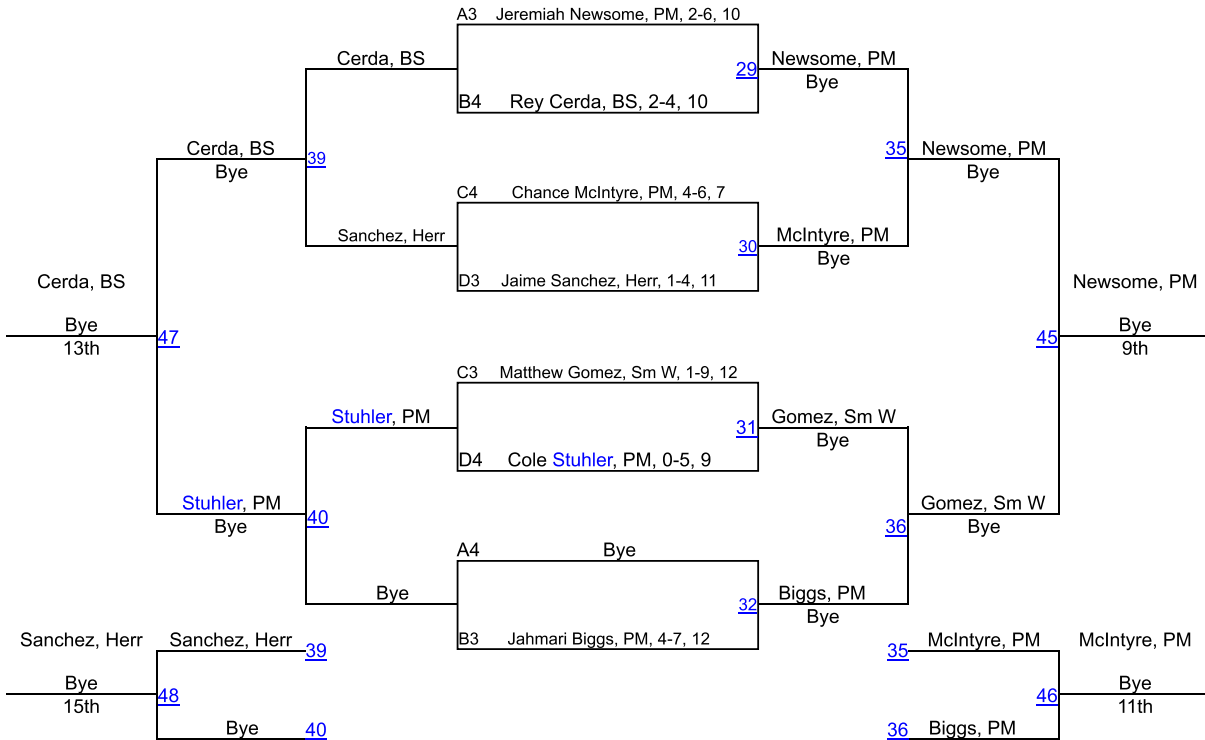 A3 Jeremiah Newsome, PM, 2-6, 10
Cerda, BS
29
Newsome, PM
Bye
B4 Rey Cerda, BS, 2-4, 10
Cerda, BS
Bye
39
35
Newsome, PM
Bye
C4 Chance McIntyre, PM, 4-6, 7
Sanchez, Herr
30
McIntyre, PM
Bye
D3 Jaime Sanchez, Herr, 1-4, 11
Cerda, BS
Bye
13th
47
45
Newsome, PM
Bye
9th
C3 Matthew Gomez, Sm W, 1-9, 12
Stuhler, PM
31
Gomez, Sm W
Bye
D4 Cole Stuhler, PM, 0-5, 9
Stuhler, PM
Bye
40
36
Gomez, Sm W
Bye
A4 Bye
Bye
32
Biggs, PM
Bye
B3 Jahmari Biggs, PM, 4-7, 12
Sanchez, Herr
Sanchez, Herr
39
35
McIntyre, PM
McIntyre, PM
Bye
15th
48
46
Bye
11th
Bye
40
36
Biggs, PM